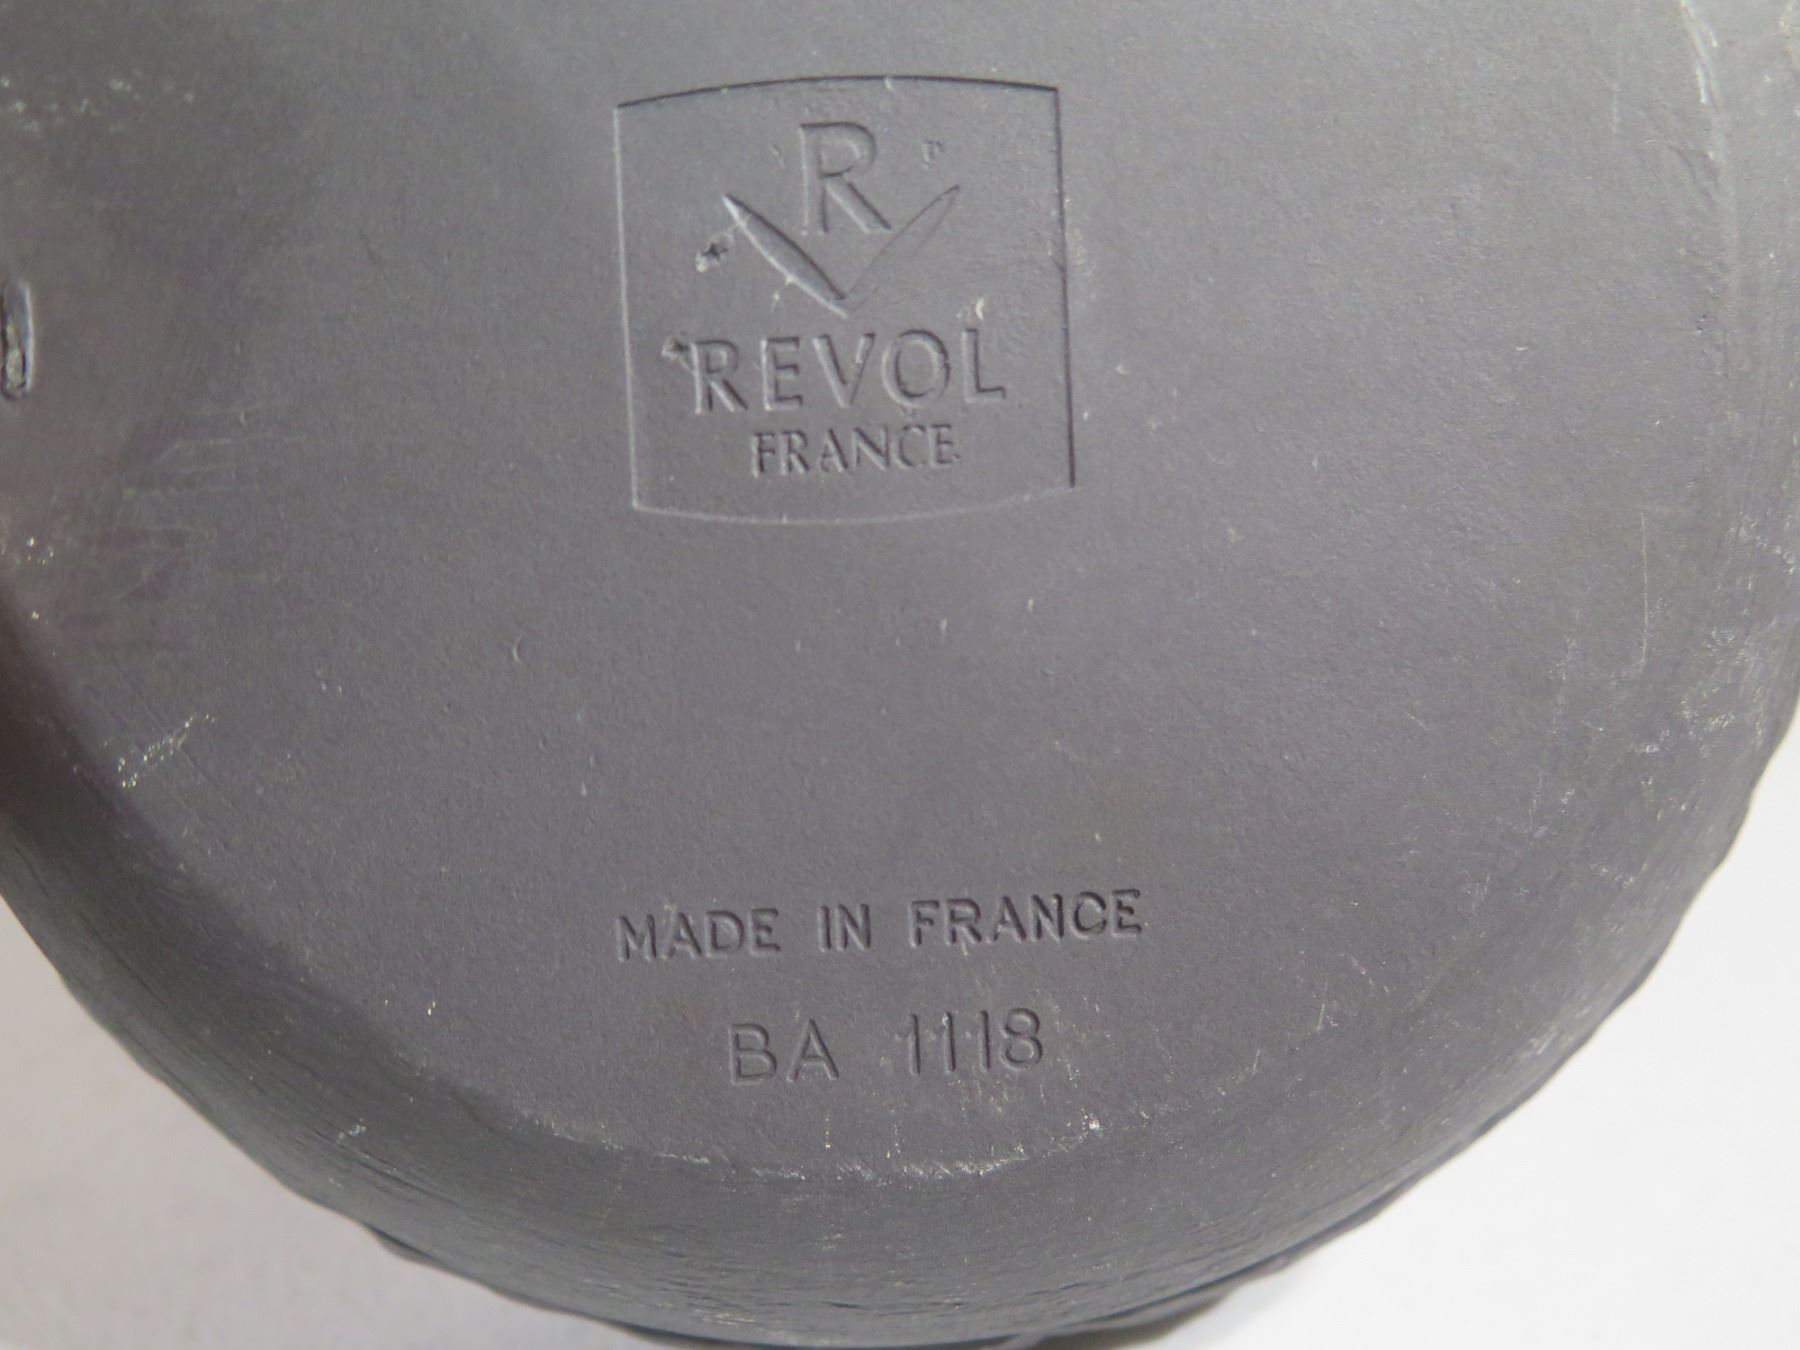 R
REVOL
FRANCE
MADE IN FRANCE
BA 1118